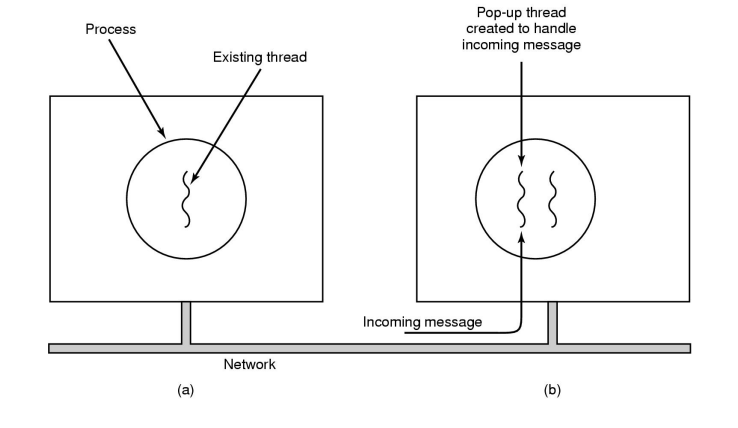 Process
Existing thread
Pop-up thread
created to handle
incoming message
Incoming message
Network
(a)
(b)